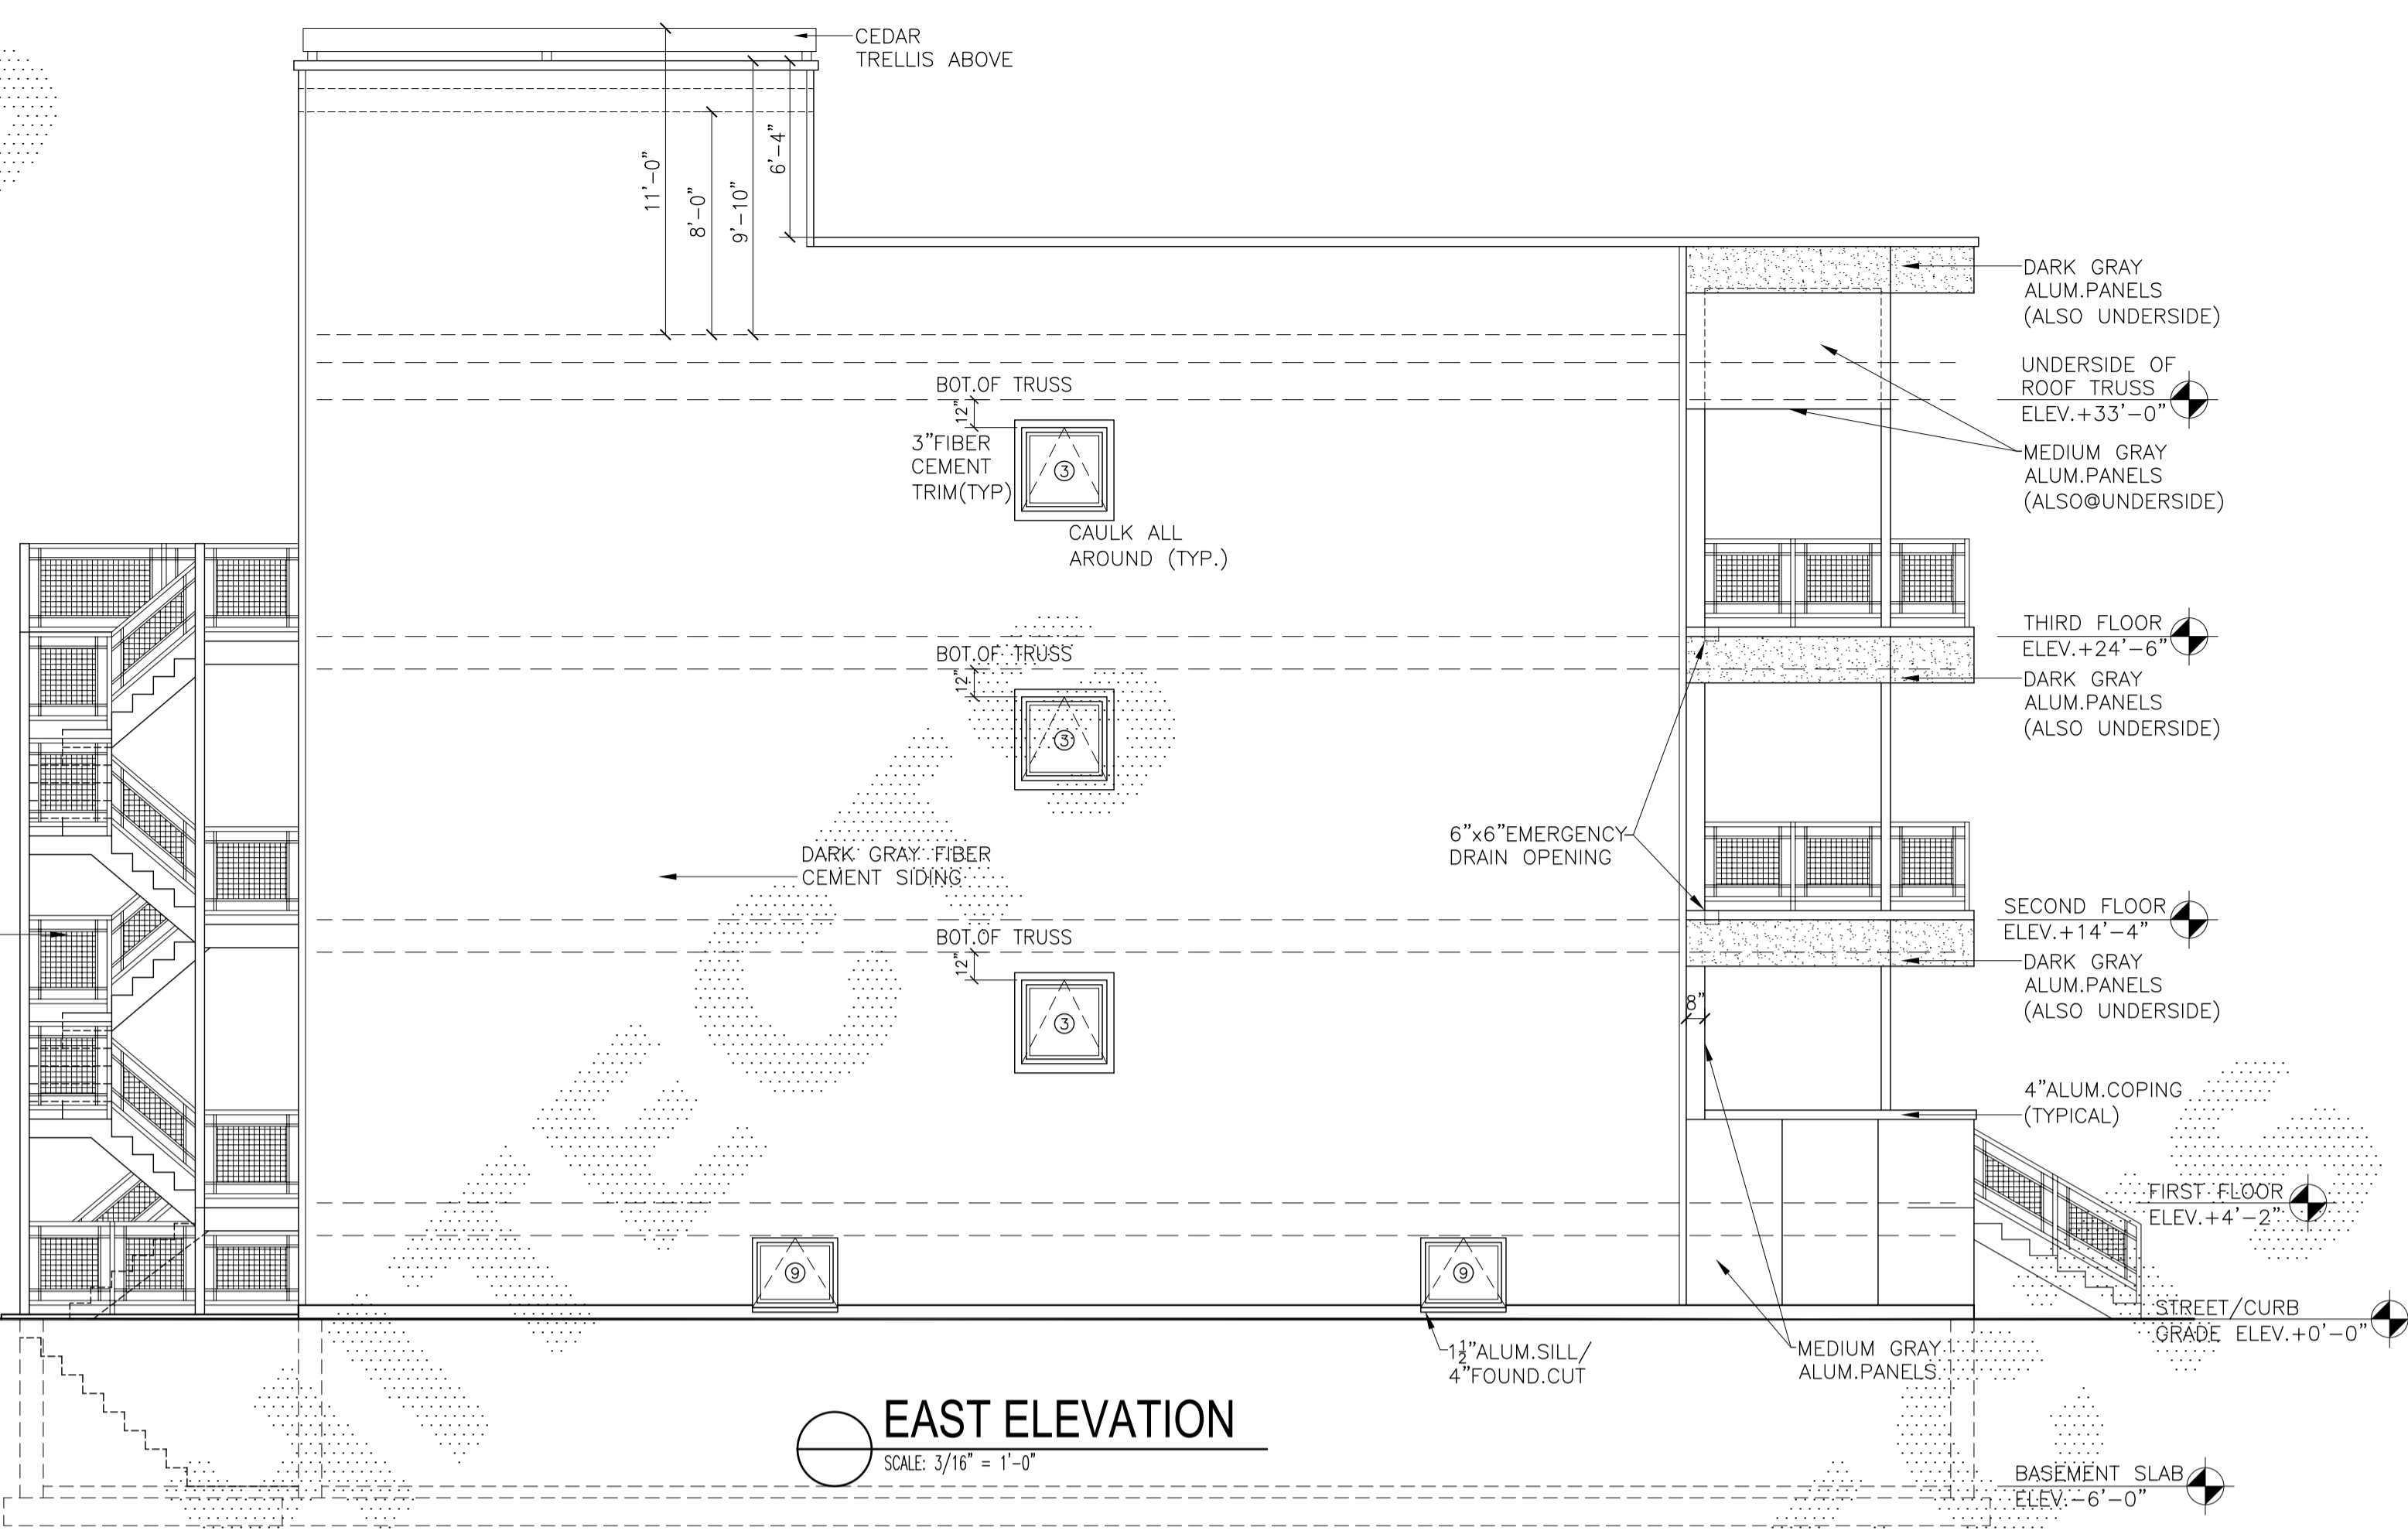 CEDAR
TRELLIS ABOVE
11'-0"
8'-0"
9'-10"
6'-4"
DARK GRAY
ALUM.PANELS
(ALSO UNDERSIDE)
UNDERSIDE OF
ROOF TRUSS
ELEV.+33'-0"
BOT.OF TRUSS
12"
3"FIBER
CEMENT
TRIM(TYP)
3
CAULK ALL
AROUND (TYP.)
MEDIUM GRAY
ALUM.PANELS
(ALSO@UNDERSIDE)
THIRD FLOOR
ELEV.+24'-6"
BOT.OF TRUSS
12"
3
DARK GRAY
ALUM.PANELS
(ALSO UNDERSIDE)
6"x6"EMERGENCY
DRAIN OPENING
DARK GRAY FIBER
CEMENT SIDING
SECOND FLOOR
ELEV.+14'-4"
BOT.OF TRUSS
12"
3
DARK GRAY
ALUM.PANELS
(ALSO UNDERSIDE)
8"
4"ALUM.COPING
(TYPICAL)
FIRST FLOOR
ELEV.+4'-2"
9
9
STREET/CURB
GRADE ELEV.+0'-0"
1½"ALUM.SILL/
4"FOUND.CUT
MEDIUM GRAY
ALUM.PANELS
EAST ELEVATION
SCALE: 3/16" = 1'-0"
BASEMENT SLAB
ELEV.-6'-0"